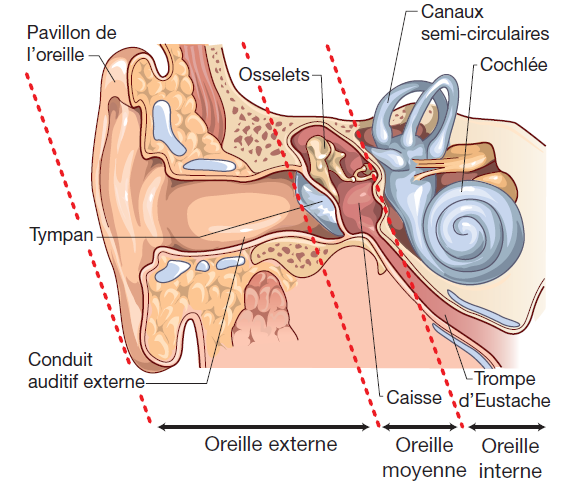 Pavillon de
l'oreille
Osselets
Canaux
semi-circulaires
Cochlée
Tympan
Conduit
auditif externe
Caisse
Trompe
d'Eustache
Oreille externe
Oreille
moyenne
Oreille
interne